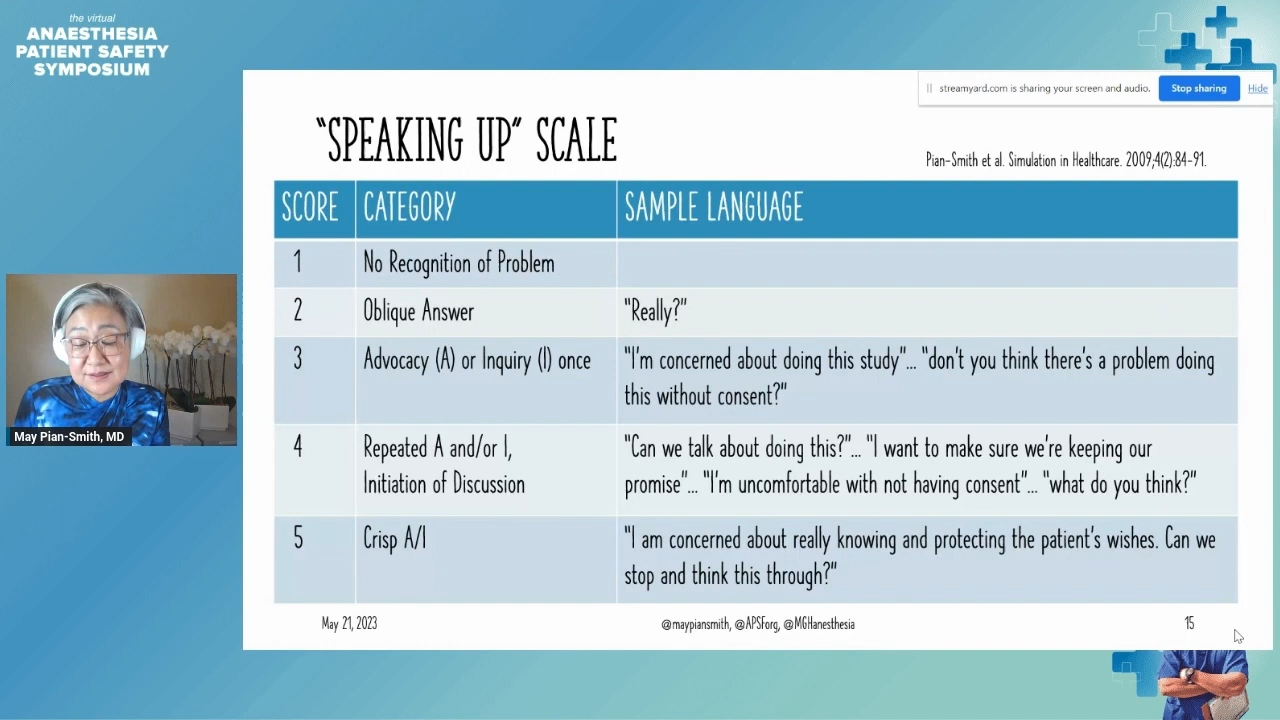 the virtual
ANAESTHESIA
PATIENT SAFETY
SYMPOSIUM
streamyard.com is sharing your screen and audio.
Stop sharing
Hide
"SPEAKING UP" SCALE
Pian-Smith et al. Simulation in Healthcare. 2009;4(2):84-91.
SCORE CATEGORY SAMPLE LANGUAGE
1 No Recognition of Problem
2 Oblique Answer "Really?"
3 Advocacy (A) or Inquiry (I) once "I'm concerned about doing this study"... "don't you think there's a problem doing
this without consent?"
4 Repeated A and/or I, "Can we talk about doing this?"... "I want to make sure we're keeping our
Initiation of Discussion promise"... "I'm uncomfortable with not having consent"... "what do you think?"
5 Crisp A/I "I am concerned about really knowing and protecting the patient's wishes. Can we
stop and think this through?"
May 21, 2023 @maypiansmith, @APSForg, @MGHanesthesia 15
May Pian-Smith, MD